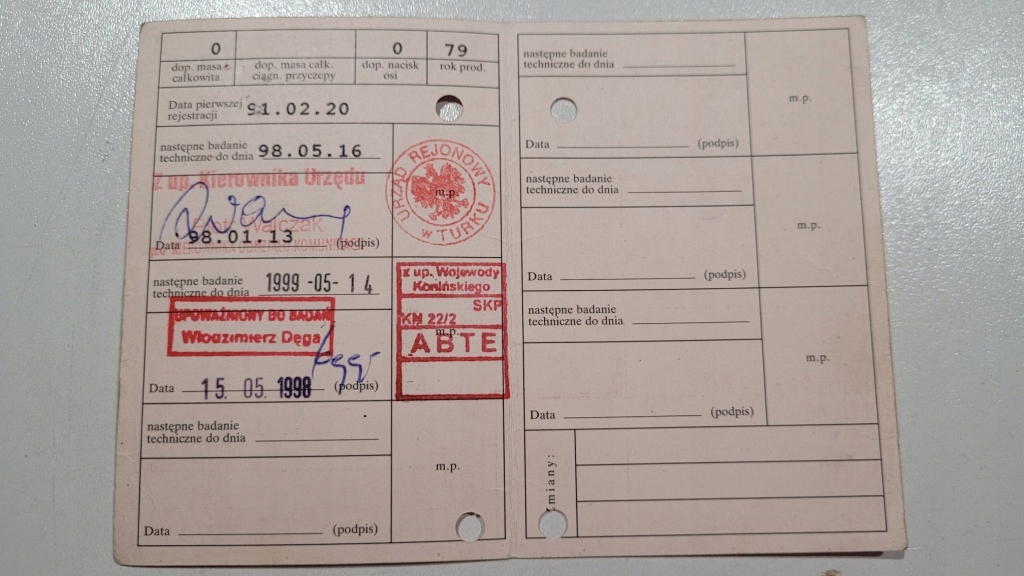 0 0 79
dop. masa całkowita
dop. masa całk. ciągn. przyczepy
dop. nacisk osi
rok prod.
Data pierwszej rejestracji 91.02.20
następne badanie
techniczne do dnia 98.05.16
m.p.
URZĄD REJONOWY
w TURKU
z up. Kierownika Urzędu
Data 98.01.13 (podpis)
następne badanie
techniczne do dnia 1999-05-14
UPOWAŻNIONY DO BADAŃ
Włodzimierz Dęga
Data 15. 05. 1998 (podpis)
z up. Wojewody
Konińskiego
SKP
KN 22/2
m.p.
ABTE
następne badanie
techniczne do dnia
m.p.
Data (podpis)
następne badanie
techniczne do dnia
m.p.
Data (podpis)
następne badanie
techniczne do dnia
m.p.
Data (podpis)
następne badanie
techniczne do dnia
m.p.
Data (podpis)
miany: